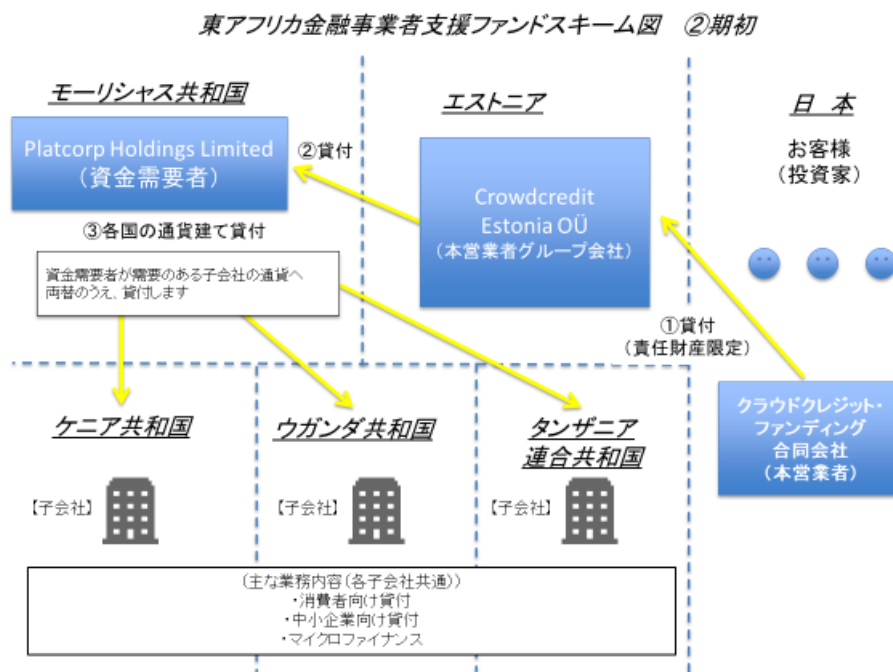 東アフリカ金融事業者支援ファンドスキーム図　②期初
モーリシャス共和国
Platcorp Holdings Limited
（資金需要者）
②貸付
③各国の通貨建て貸付
資金需要者が需要のある子会社の通貨へ
両替のうえ、貸付します
エストニア
Crowdcredit
Estonia OÜ
（本営業者グループ会社）
日　本
お客様
（投資家）
①貸付
（責任財産限定）
クラウドクレジット・
ファンディング
合同会社
（本営業者）
ケニア共和国
【子会社】
ウガンダ共和国
【子会社】
タンザニア
連合共和国
【子会社】
（主な業務内容（各子会社共通））
・消費者向け貸付
・中小企業向け貸付
・マイクロファイナンス